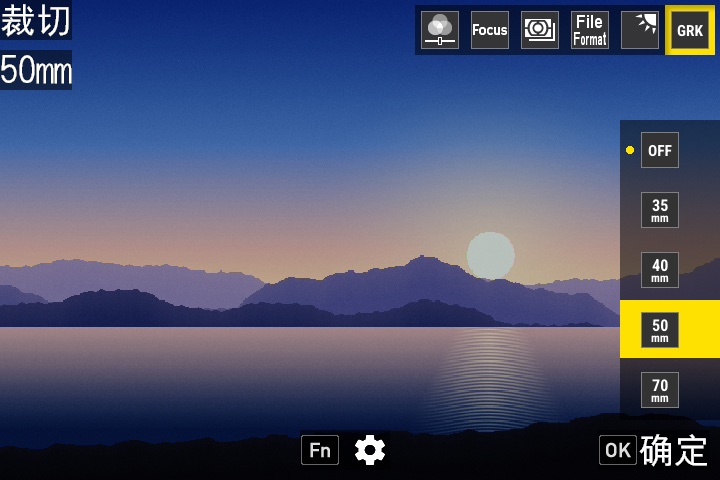 裁切
50mm
Focus
File
Format
GRK
OFF
35
mm
40
mm
50
mm
70
mm
Fn
OK 确定